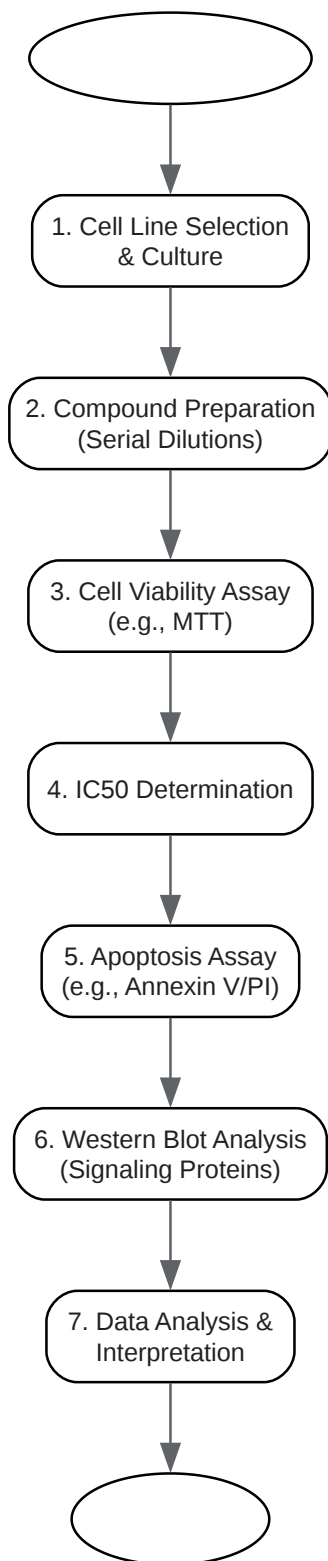 1. Cell Line Selection
& Culture
2. Compound Preparation
(Serial Dilutions)
3. Cell Viability Assay
(e.g., MTT)
4. IC50 Determination
5. Apoptosis Assay
(e.g., Annexin V/PI)
6. Western Blot Analysis
(Signaling Proteins)
7. Data Analysis &
Interpretation